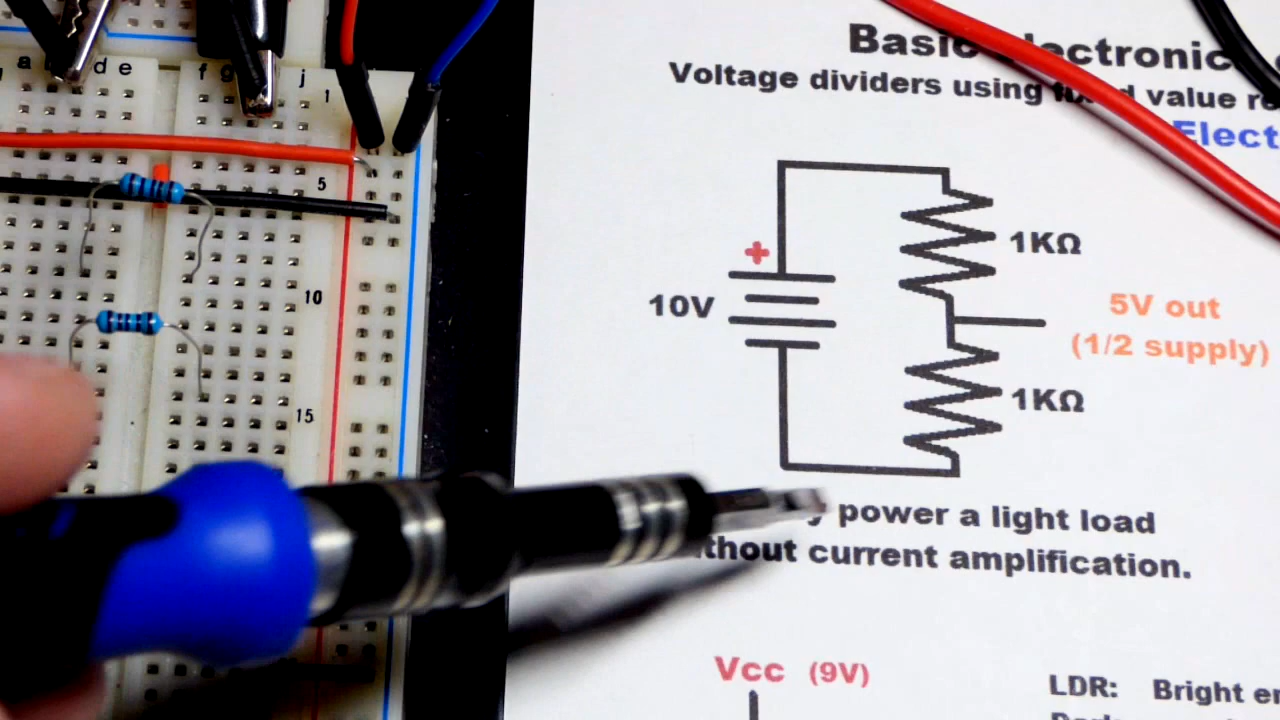 a d e f g j
1
5
10
15
Basic
Voltage dividers using value
Elect
+
1KΩ
10V
5V out
(1/2 supply)
1KΩ
power a light load
current amplification.
Vcc (9V)
LDR: Bright